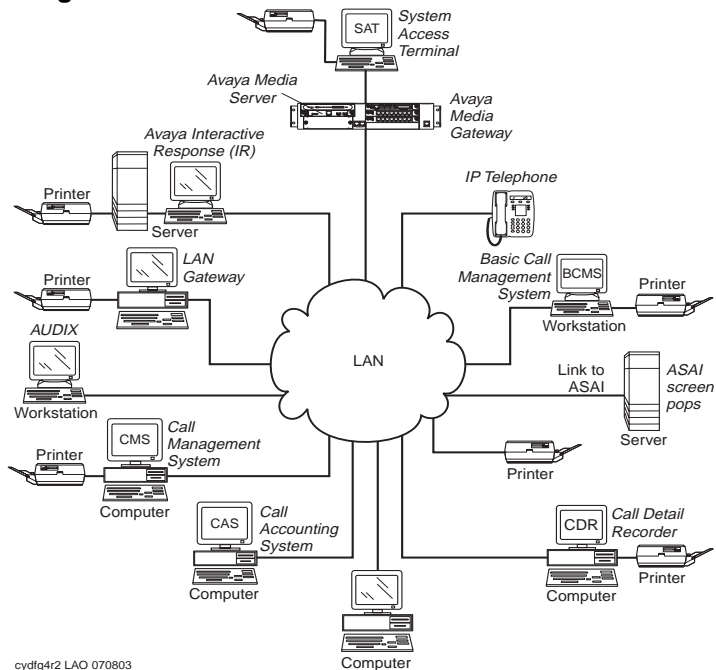 SAT
System
Access
Terminal
Avaya Media
Server
Avaya
Media
Gateway
Avaya Interactive
Response (IR)
Printer
Server
IP Telephone
Printer
LAN
Gateway
Basic Call
Management
System
BCMS
Printer
Workstation
AUDIX
Workstation
LAN
Link to
ASAI
ASAI
screen
pops
Server
Printer
CMS
Call
Management
System
Computer
Printer
CAS
Call
Accounting
System
Computer
CDR
Call Detail
Recorder
Computer
Printer
Computer
cydfq4r2 LAO 070803